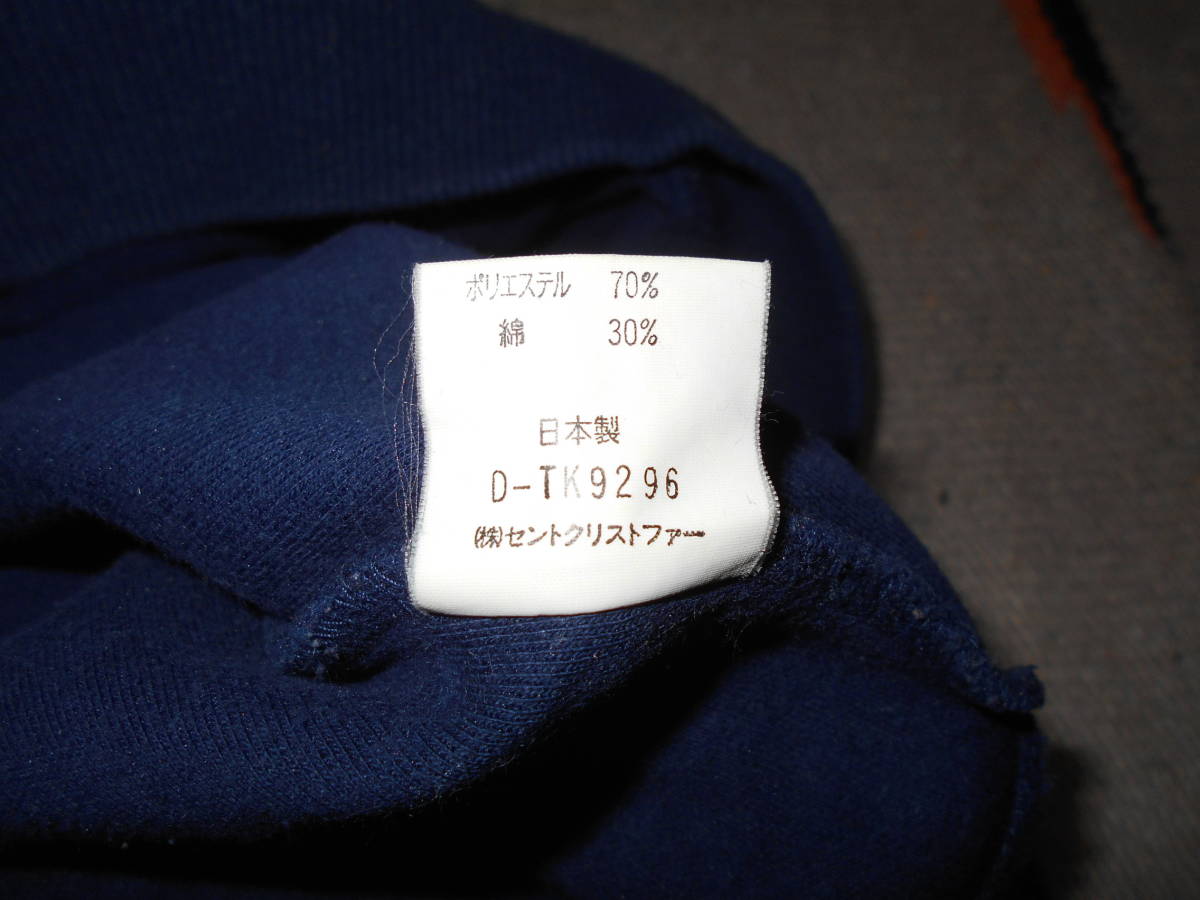 ポリエステル 70%
綿 30%
日本製
D-TK9296
(株)セントクリストファー